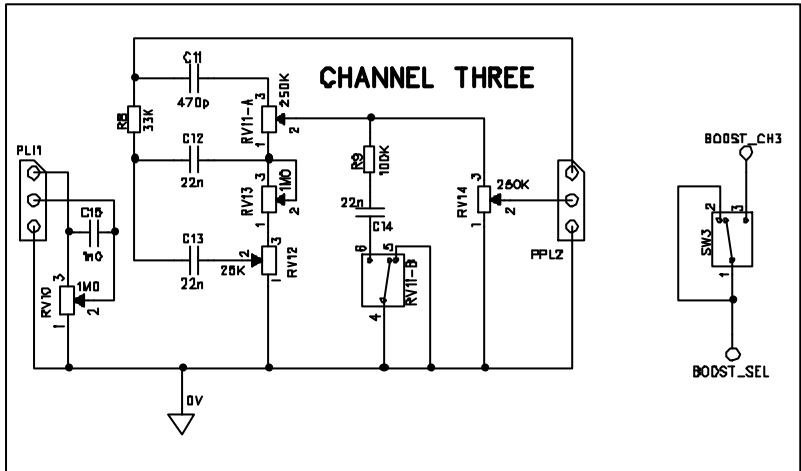 CHANNEL THREE
C11
470p
250K
3
RV11-A
2
1
R8
33K
C12
22n
3
1M0
RV13
2
1
C13
22n
2
25K
3
RV12
1
PL11
C15
1n0
3
1M0
RV10
2
1
R9
100K
22n
C14
6
5
RV11-B
4
3
250K
RV14
2
1
PPL2
0V
BOOST_CH3
2
3
SW3
1
BOOST_SEL